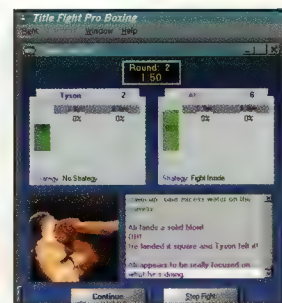 Title Fight Pro Boxing
Fight Window Help
Round: 2
1:50
Tyson 2
Ali 6
0% 0%
0% 0%
Strategy: No Strategy
Strategy: Fight Inside
Ali lands a solid blow!
OH!
He landed it square and Tyson felt it!
Ali appears to be really focused on
what he's doing.
Continue
Stop Fight